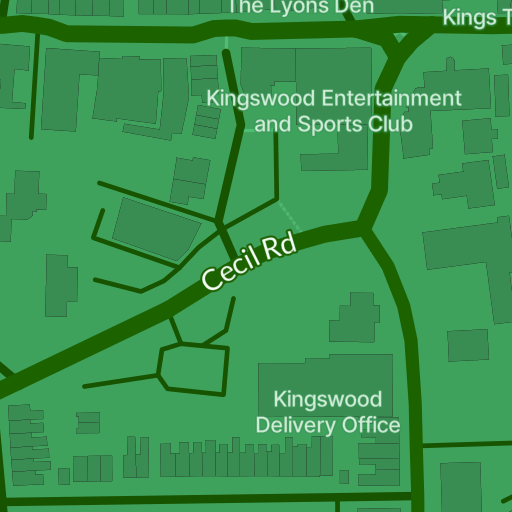 The Lyons Den
Kings T
Kingswood Entertainment
and Sports Club
Cecil Rd
Kingswood
Delivery Office